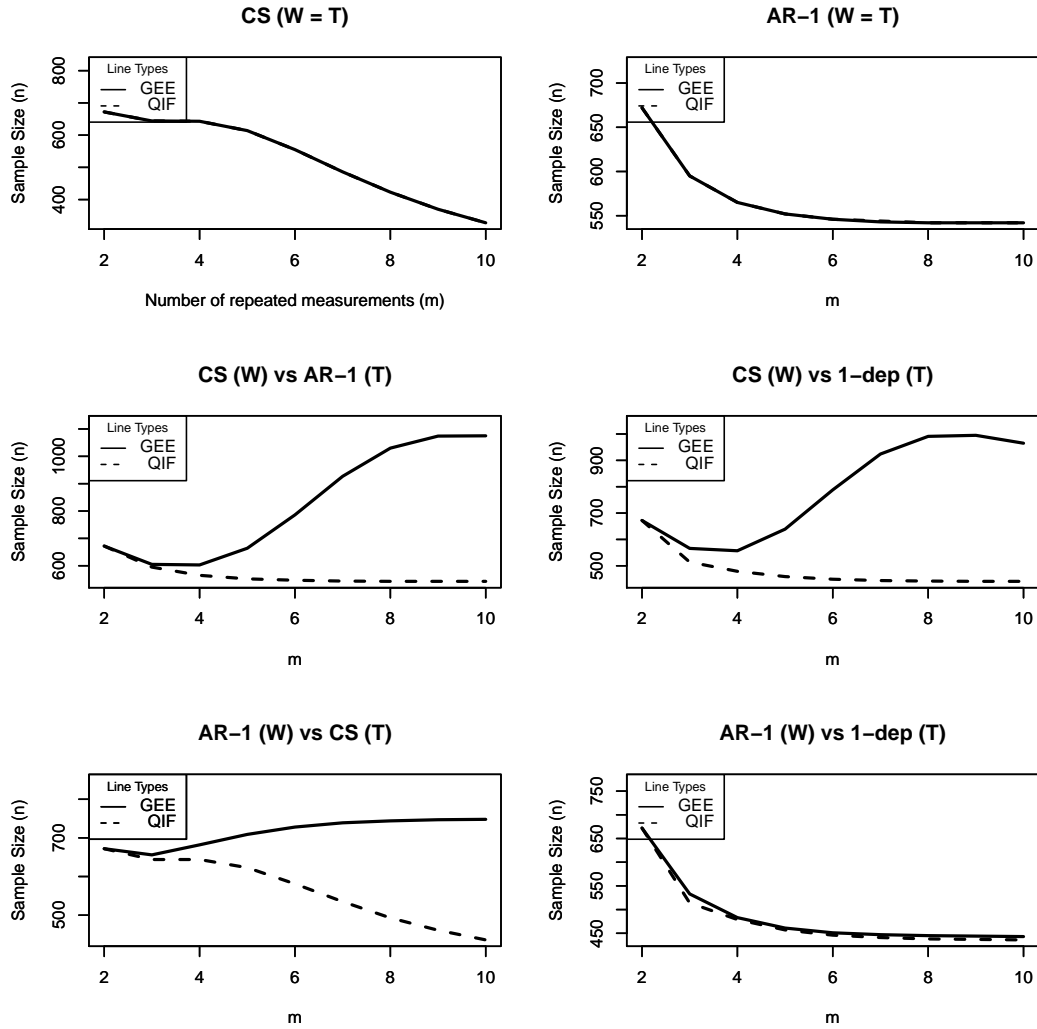 CS (W = T)
Sample Size (n)
800
600
400
Line Types
GEE
QIF
2 4 6 8 10
Number of repeated measurements (m)
AR−1 (W = T)
Sample Size (n)
700
650
600
550
Line Types
GEE
QIF
2 4 6 8 10
m
CS (W) vs AR−1 (T)
Sample Size (n)
1000
800
600
Line Types
GEE
QIF
2 4 6 8 10
m
CS (W) vs 1−dep (T)
Sample Size (n)
900
700
500
Line Types
GEE
QIF
2 4 6 8 10
m
AR−1 (W) vs CS (T)
Sample Size (n)
700
500
Line Types
GEE
QIF
2 4 6 8 10
m
AR−1 (W) vs 1−dep (T)
Sample Size (n)
750
650
550
450
Line Types
GEE
QIF
2 4 6 8 10
m